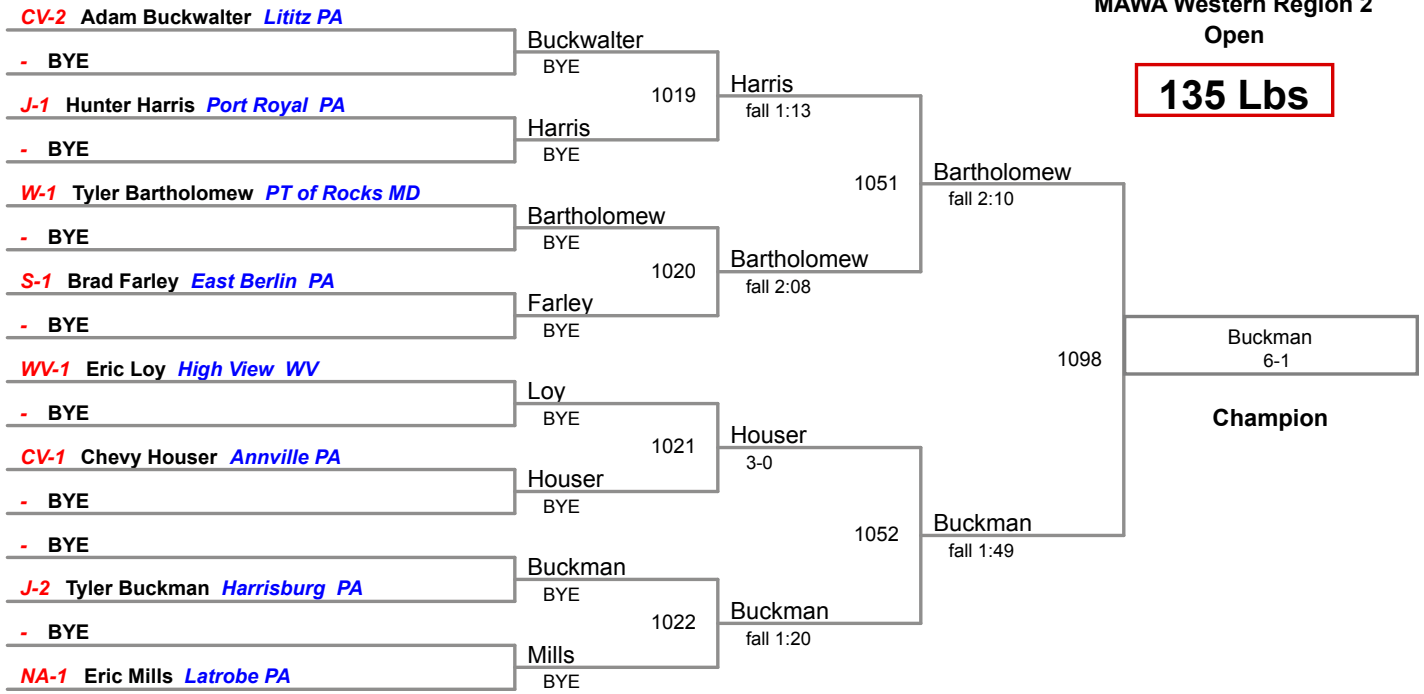 MAWA Western Region 2
Open
135 Lbs
CV-2 Adam Buckwalter Lititz PA
- BYE
J-1 Hunter Harris Port Royal PA
- BYE
W-1 Tyler Bartholomew PT of Rocks MD
- BYE
S-1 Brad Farley East Berlin PA
- BYE
WV-1 Eric Loy High View WV
- BYE
CV-1 Chevy Houser Annville PA
- BYE
- BYE
J-2 Tyler Buckman Harrisburg PA
- BYE
NA-1 Eric Mills Latrobe PA
Buckwalter
BYE
Harris
BYE
Bartholomew
BYE
Farley
BYE
Loy
BYE
Houser
BYE
Buckman
BYE
Mills
BYE
1019
1020
1021
1022
Harris
fall 1:13
Bartholomew
fall 2:08
Houser
3-0
Buckman
fall 1:20
1051
1052
Bartholomew
fall 2:10
Buckman
fall 1:49
1098
Buckman
6-1
Champion